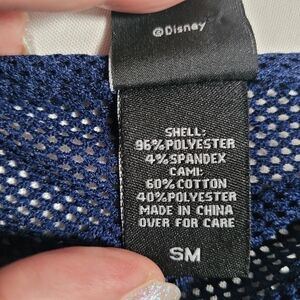 ©Disney
SHELL:
96%POLYESTER
4%SPANDEX
CAMI:
60%COTTON
40%POLYESTER
MADE IN CHINA
OVER FOR CARE
SM